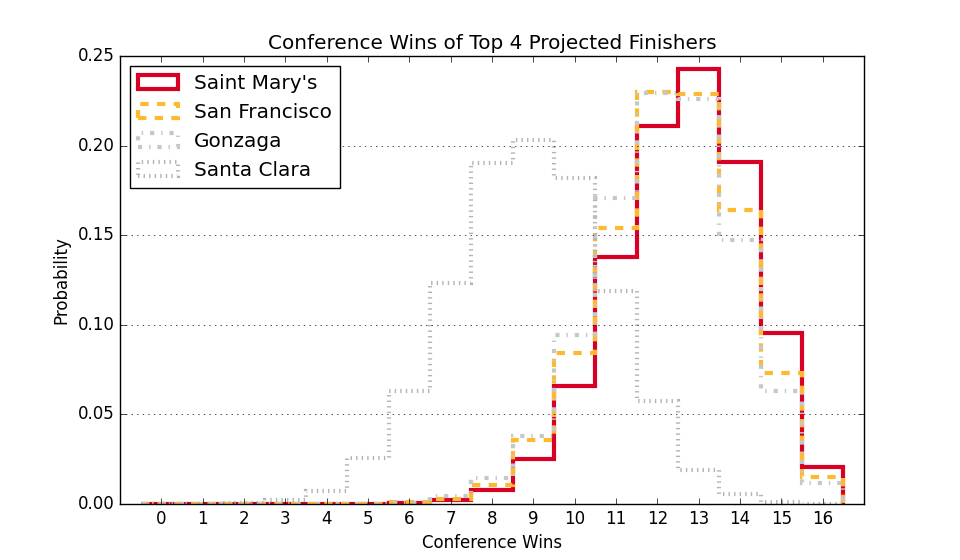 Conference Wins of Top 4 Projected Finishers
Saint Mary's
San Francisco
Gonzaga
Santa Clara
0.25
0.20
0.15
0.10
0.05
0.00
Probability
0 1 2 3 4 5 6 7 8 9 10 11 12 13 14 15 16
Conference Wins